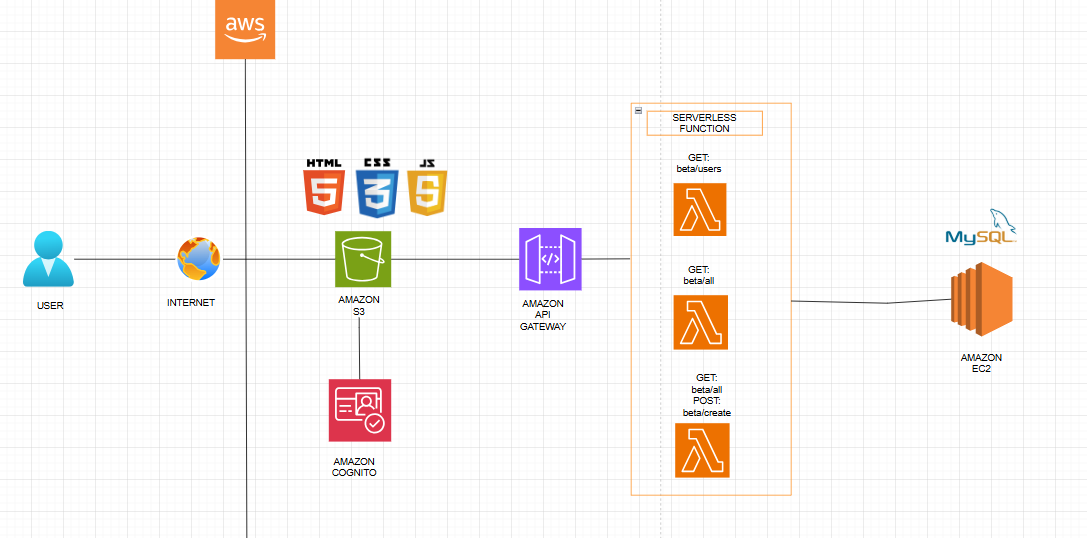 aws
HTML
CSS
JS
5
3
5
USER
INTERNET
AMAZON
S3
AMAZON
COGNITO
</>
AMAZON
API
GATEWAY
SERVERLESS
FUNCTION
GET:
beta/users
GET:
beta/all
GET:
beta/all
POST:
beta/create
MySQL
AMAZON
EC2